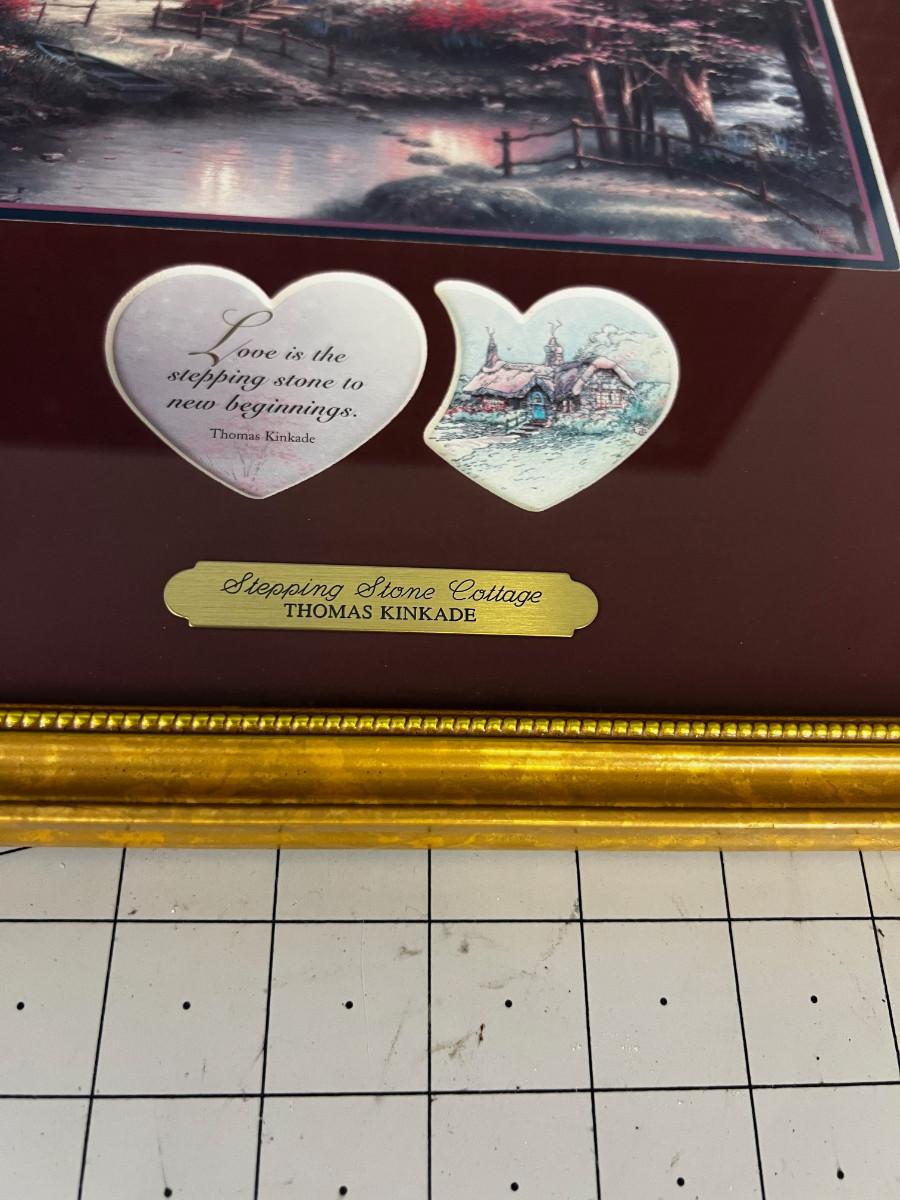 Love is the
stepping stone to
new beginnings.
Thomas Kinkade
Stepping Stone Cottage
THOMAS KINKADE